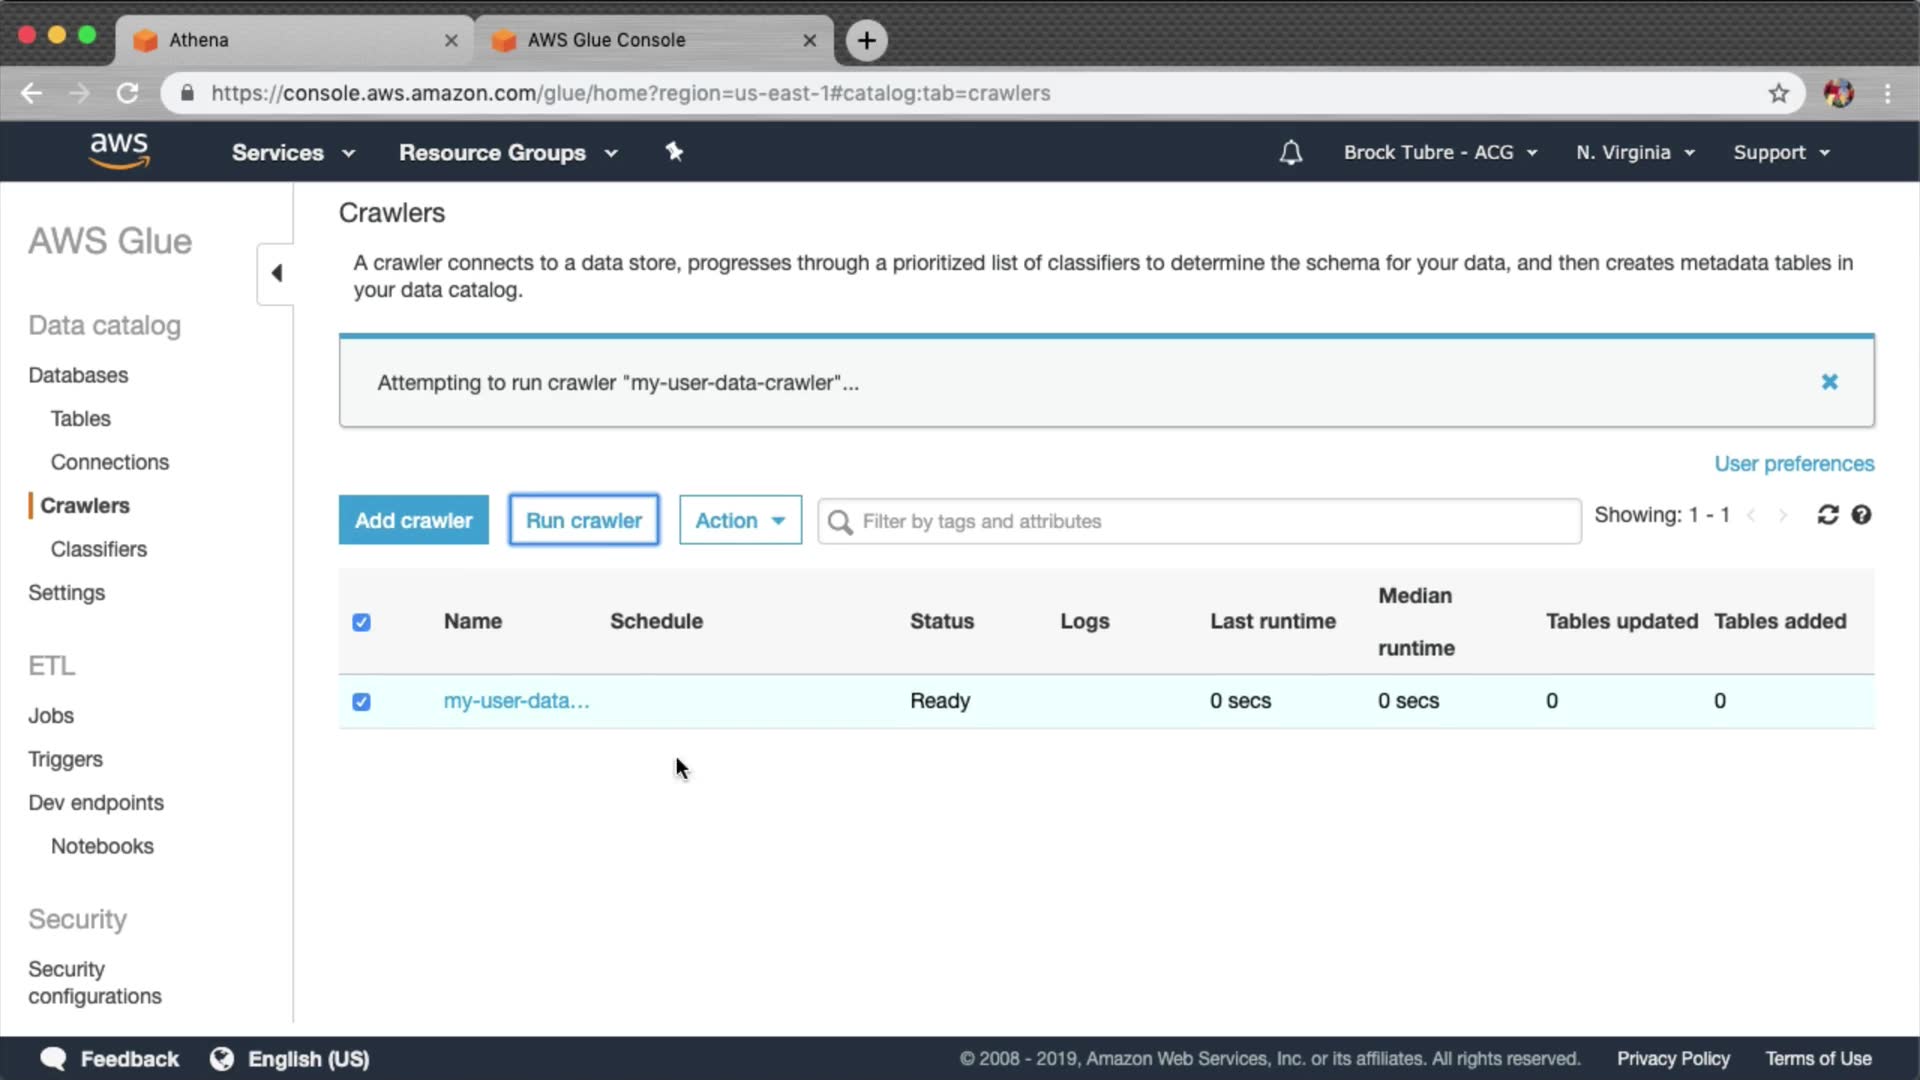 Athena
AWS Glue Console
https://console.aws.amazon.com/glue/home?region=us-east-1#catalog:tab=crawlers
aws
Services
Resource Groups
Brock Tubre - ACG
N. Virginia
Support
AWS Glue
Data catalog
Databases
Tables
Connections
Crawlers
Classifiers
Settings
ETL
Jobs
Triggers
Dev endpoints
Notebooks
Security
Security
configurations
Crawlers
A crawler connects to a data store, progresses through a prioritized list of classifiers to determine the schema for your data, and then creates metadata tables in
your data catalog.
Attempting to run crawler "my-user-data-crawler"...
User preferences
Add crawler
Run crawler
Action
Filter by tags and attributes
Showing: 1 - 1
Name Schedule Status Logs Last runtime Median runtime Tables updated Tables added
my-user-data... Ready 0 secs 0 secs 0 0
Feedback
English (US)
© 2008 - 2019, Amazon Web Services, Inc. or its affiliates. All rights reserved.
Privacy Policy
Terms of Use